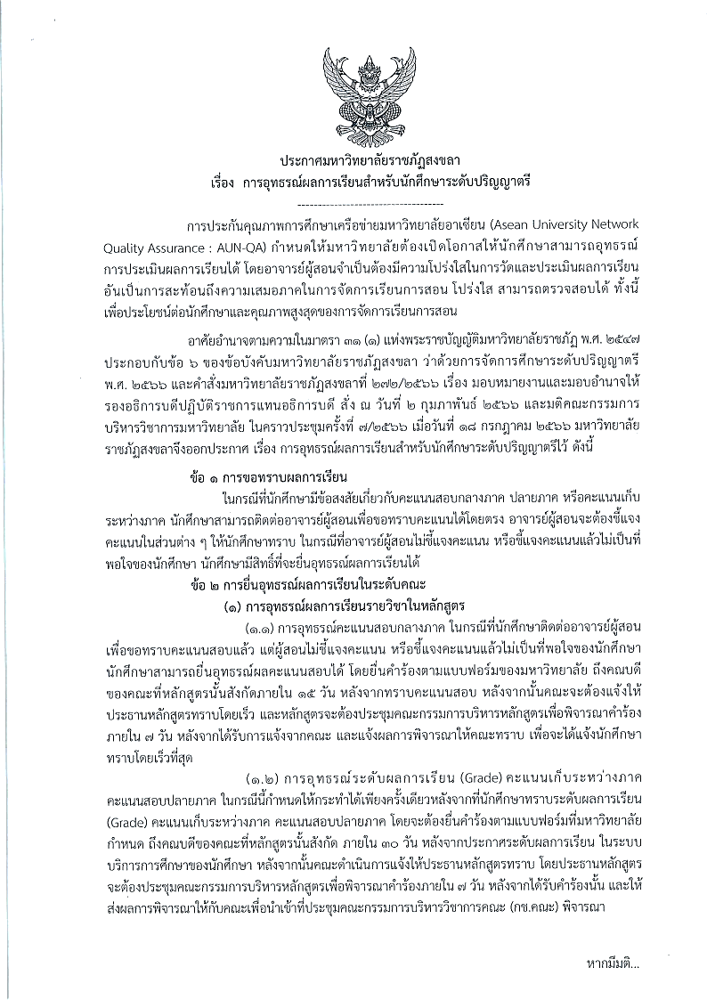 ประกาศมหาวิทยาลัยราชภัฏสงขลา
เรื่อง การอุทธรณ์ผลการเรียนสำหรับนักศึกษาระดับปริญญาตรี
------------------------------------
การประกันคุณภาพการศึกษาเครือข่ายมหาวิทยาลัยอาเซียน (Asean University Network
Quality Assurance : AUN-QA) กำหนดให้มหาวิทยาลัยต้องเปิดโอกาสให้นักศึกษาสามารถอุทธรณ์
การประเมินผลการเรียนได้ โดยอาจารย์ผู้สอนจำเป็นต้องมีความโปร่งใสในการวัดและประเมินผลการเรียน
อันเป็นการสะท้อนถึงความเสมอภาคในการจัดการเรียนการสอน โปร่งใส สามารถตรวจสอบได้ ทั้งนี้
เพื่อประโยชน์ต่อนักศึกษาและคุณภาพสูงสุดของการจัดการเรียนการสอน
อาศัยอำนาจตามความในมาตรา ๓๑ (๑) แห่งพระราชบัญญัติมหาวิทยาลัยราชภัฏ พ.ศ. ๒๕๔๗
ประกอบกับข้อ ๖ ของข้อบังคับมหาวิทยาลัยราชภัฏสงขลา ว่าด้วยการจัดการศึกษาระดับปริญญาตรี
พ.ศ. ๒๕๖๖ และคำสั่งมหาวิทยาลัยราชภัฏสงขลาที่ ๒๗๒/๒๕๖๖ เรื่อง มอบหมายงานและมอบอำนาจให้
รองอธิการบดีปฏิบัติราชการแทนอธิการบดี สั่ง ณ วันที่ ๒ กุมภาพันธ์ ๒๕๖๖ และมติคณะกรรมการ
บริหารวิชาการมหาวิทยาลัย ในคราวประชุมครั้งที่ ๗/๒๕๖๖ เมื่อวันที่ ๑๘ กรกฎาคม ๒๕๖๖ มหาวิทยาลัย
ราชภัฏสงขลาจึงออกประกาศ เรื่อง การอุทธรณ์ผลการเรียนสำหรับนักศึกษาระดับปริญญาตรีไว้ ดังนี้
ข้อ ๑ การขอทราบผลการเรียน
ในกรณีที่นักศึกษามีข้อสงสัยเกี่ยวกับคะแนนสอบกลางภาค ปลายภาค หรือคะแนนเก็บ
ระหว่างภาค นักศึกษาสามารถติดต่ออาจารย์ผู้สอนเพื่อขอทราบคะแนนได้โดยตรง อาจารย์ผู้สอนจะต้องชี้แจง
คะแนนในส่วนต่าง ๆ ให้นักศึกษาทราบ ในกรณีที่อาจารย์ผู้สอนไม่ชี้แจงคะแนน หรือชี้แจงคะแนนแล้วไม่เป็นที่
พอใจของนักศึกษา นักศึกษามีสิทธิ์ที่จะยื่นอุทธรณ์ผลการเรียนได้
ข้อ ๒ การยื่นอุทธรณ์ผลการเรียนในระดับคณะ
(๑) การอุทธรณ์ผลการเรียนรายวิชาในหลักสูตร
(๑.๑) การอุทธรณ์คะแนนสอบกลางภาค ในกรณีที่นักศึกษาติดต่ออาจารย์ผู้สอน
เพื่อขอทราบคะแนนสอบแล้ว แต่ผู้สอนไม่ชี้แจงคะแนน หรือชี้แจงคะแนนแล้วไม่เป็นที่พอใจของนักศึกษา
นักศึกษาสามารถยื่นอุทธรณ์ผลคะแนนสอบได้ โดยยื่นคำร้องตามแบบฟอร์มของมหาวิทยาลัย ถึงคณบดี
ของคณะที่หลักสูตรนั้นสังกัดภายใน ๑๕ วัน หลังจากทราบคะแนนสอบ หลังจากนั้นคณะจะต้องแจ้งให้
ประธานหลักสูตรทราบโดยเร็ว และหลักสูตรจะต้องประชุมคณะกรรมการบริหารหลักสูตรเพื่อพิจารณาคำร้อง
ภายใน ๗ วัน หลังจากได้รับการแจ้งจากคณะ และแจ้งผลการพิจารณาให้คณะทราบ เพื่อจะได้แจ้งนักศึกษา
ทราบโดยเร็วที่สุด
(๑.๒) การอุทธรณ์ระดับผลการเรียน (Grade) คะแนนเก็บระหว่างภาค
คะแนนสอบปลายภาค ในกรณีนี้กำหนดให้กระทำได้เพียงครั้งเดียวหลังจากที่นักศึกษาทราบระดับผลการเรียน
(Grade) คะแนนเก็บระหว่างภาค คะแนนสอบปลายภาค โดยจะต้องยื่นคำร้องตามแบบฟอร์มที่มหาวิทยาลัย
กำหนด ถึงคณบดีของคณะที่หลักสูตรนั้นสังกัด ภายใน ๓๐ วัน หลังจากประกาศระดับผลการเรียน ในระบบ
บริการการศึกษาของนักศึกษา หลังจากนั้นคณะดำเนินการแจ้งให้ประธานหลักสูตรทราบ โดยประธานหลักสูตร
จะต้องประชุมคณะกรรมการบริหารหลักสูตรเพื่อพิจารณาคำร้องภายใน ๗ วัน หลังจากได้รับคำร้องนั้น และให้
ส่งผลการพิจารณาให้กับคณะเพื่อนำเข้าที่ประชุมคณะกรรมการบริหารวิชาการคณะ (กช.คณะ) พิจารณา
หากมีมติ...